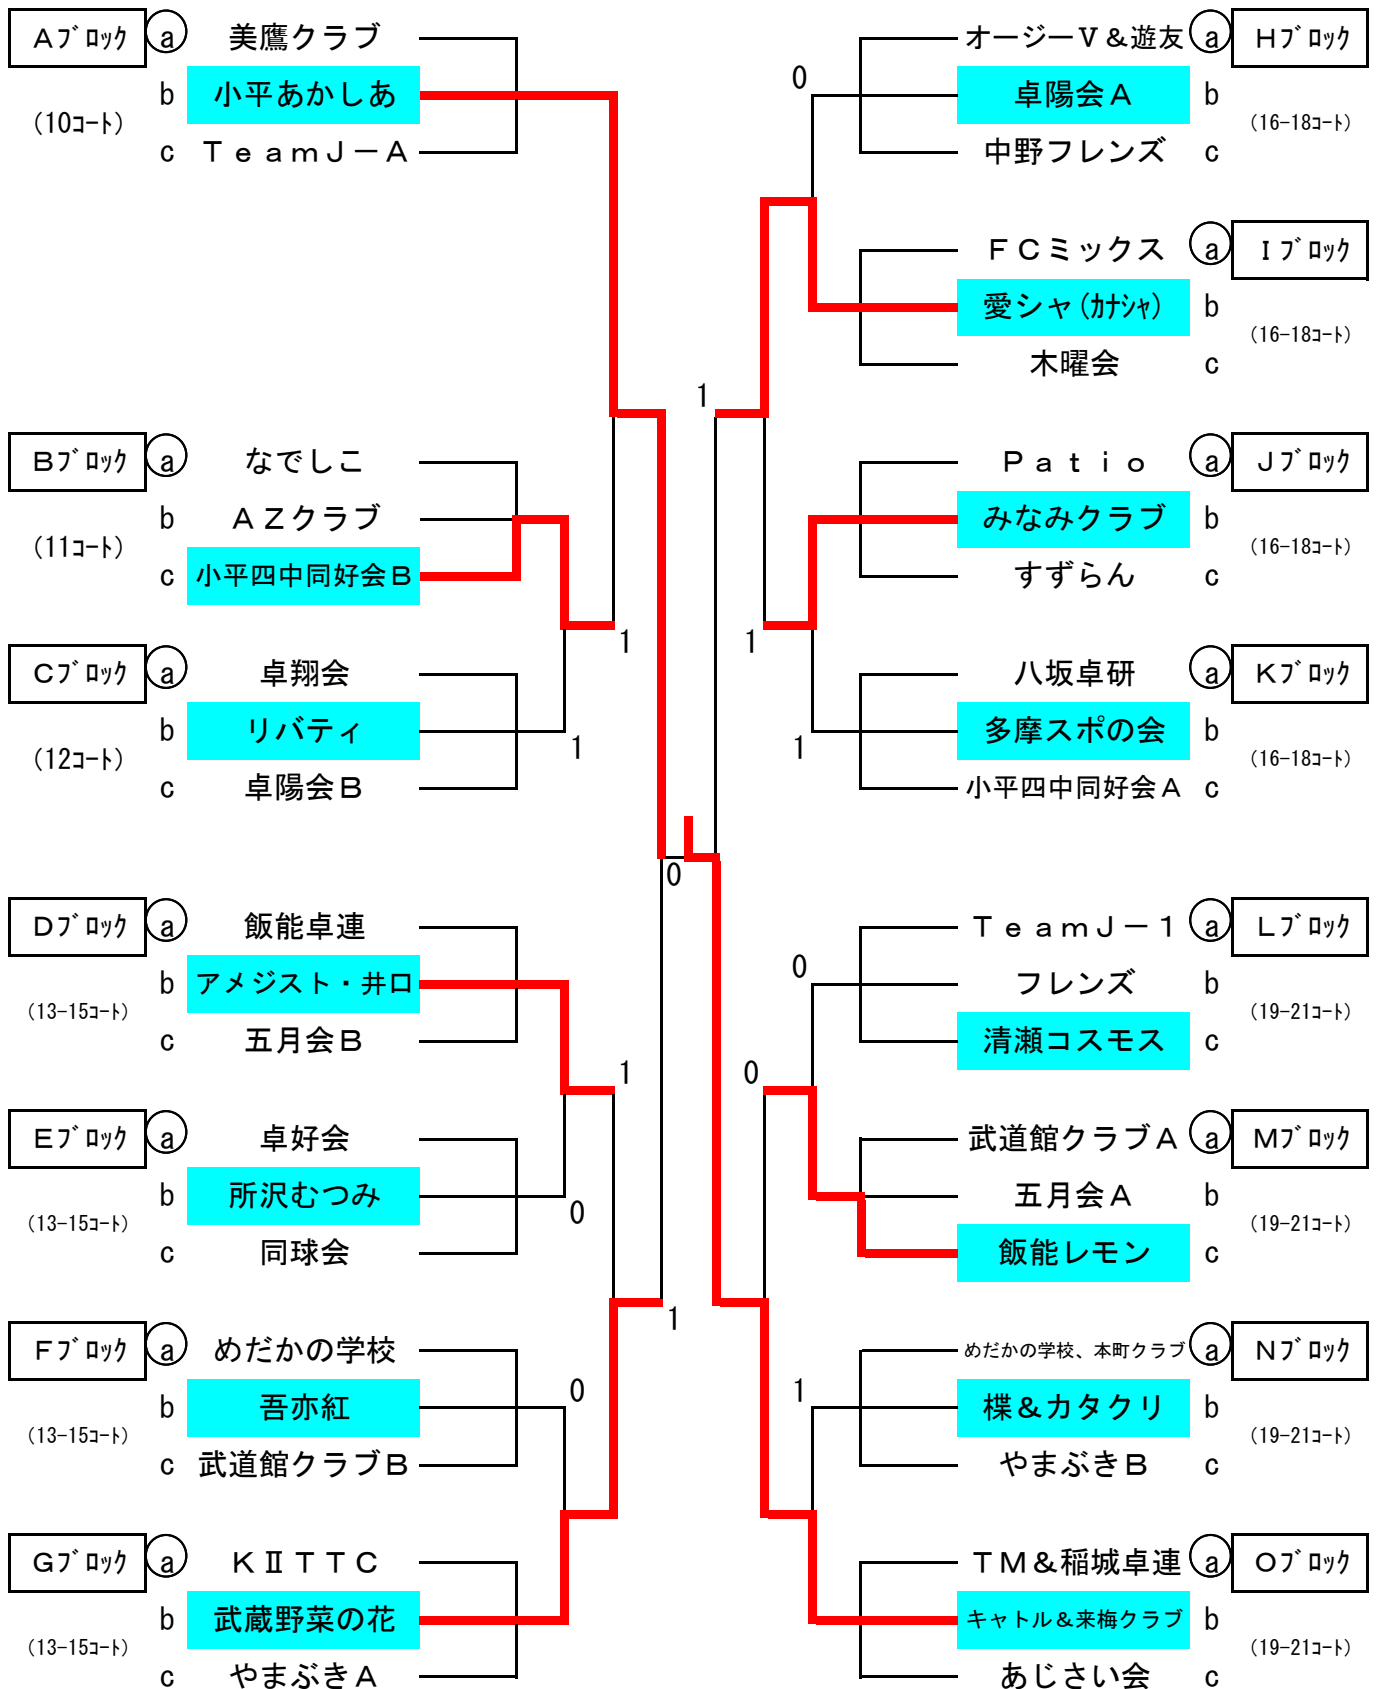 Aブロック a 美鷹クラブ
b 小平あかしあ
(10コート)
c TeamJ－A
Bブロック a なでしこ
b AZクラブ
(11コート)
c 小平四中同好会B
1
Cブロック a 卓翔会
b リバティ
1
(12コート)
c 卓陽会B
0
Dブロック a 飯能卓連
b アメジスト・井口
(13-15コート)
c 五月会B
1
Eブロック a 卓好会
b 所沢むつみ
0
(13-15コート)
c 同球会
1
Fブロック a めだかの学校
0
b 吾亦紅
(13-15コート)
c 武道館クラブB
Gブロック a KⅡTTC
b 武蔵野菜の花
(13-15コート)
c やまぶきA
オージーV＆遊友 a Hブロック
0
卓陽会A b
(16-18コート)
中野フレンズ c
FCミックス a Iブロック
愛シャ(カナシャ) b
(16-18コート)
木曜会 c
1
Patio a Jブロック
みなみクラブ b
(16-18コート)
すずらん c
1
八坂卓研 a Kブロック
多摩スポの会 b
1
(16-18コート)
小平四中同好会A c
TeamJ－1 a Lブロック
0
フレンズ b
(19-21コート)
清瀬コスモス c
0
武道館クラブA a Mブロック
五月会A b
(19-21コート)
飯能レモン c
めだかの学校、本町クラブ a Nブロック
1
楪＆カタクリ b
(19-21コート)
やまぶきB c
TM＆稲城卓連 a Oブロック
キャトル＆来梅クラブ b
(19-21コート)
あじさい会 c